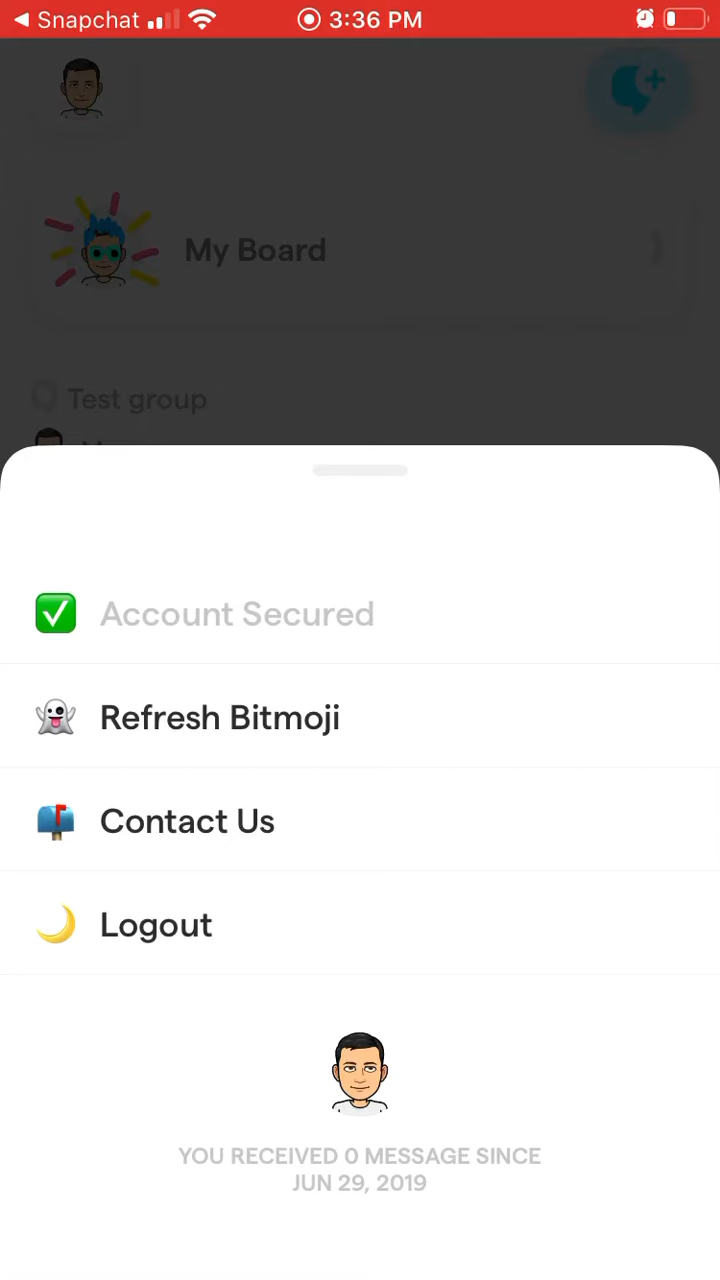 Snapchat 3:36 PM
My Board
Test group
Account Secured
Refresh Bitmoji
Contact Us
Logout
YOU RECEIVED 0 MESSAGE SINCE
JUN 29, 2019